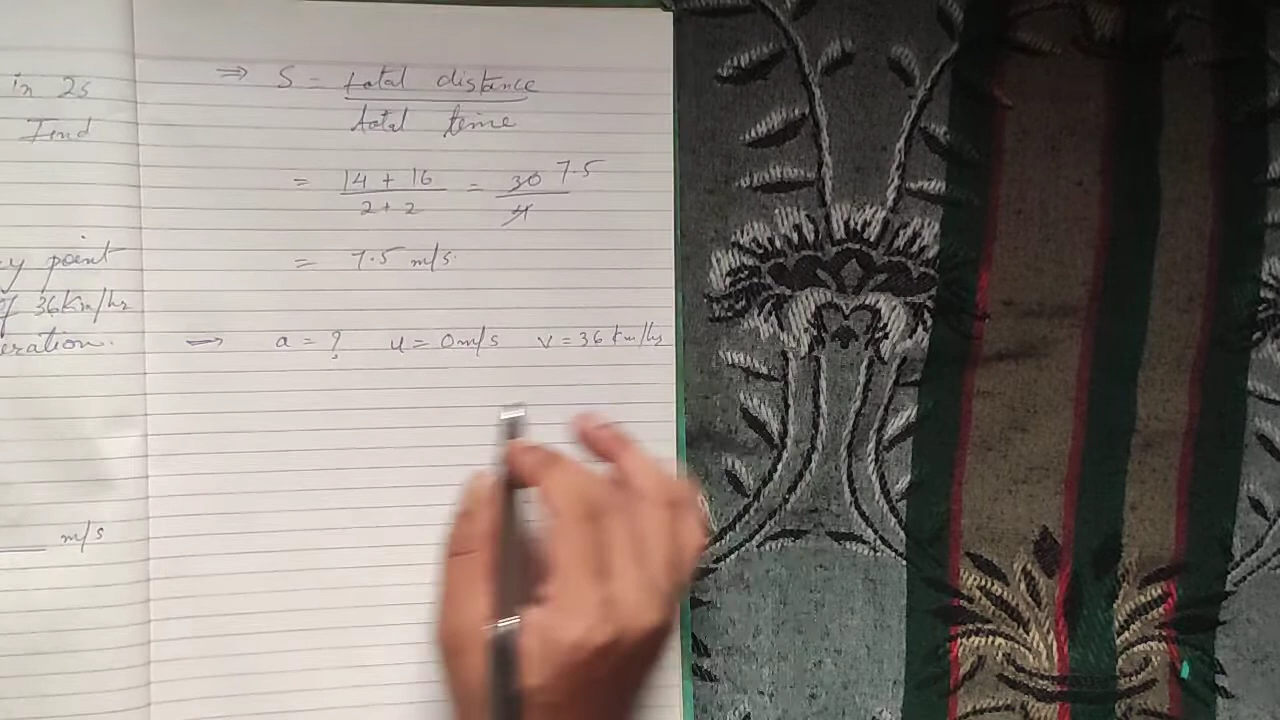 in 2s
Find
y point
of 36km/hr
eration.
m/s
⇒ S = total distance
total time
= 14 + 16 = 30 7.5
2 + 2 4
= 7.5 m/s.
⇒ a = ? u = 0m/s v = 36 km/hr